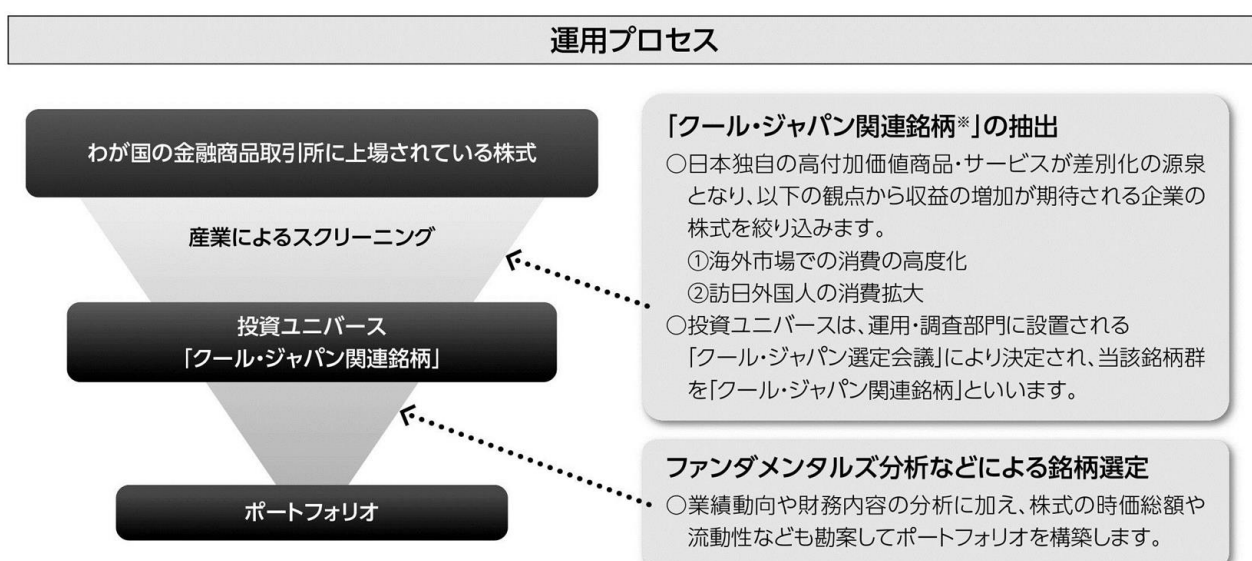 運用プロセス
わが国の金融商品取引所に上場されている株式
産業によるスクリーニング
投資ユニバース
「クール・ジャパン関連銘柄」
ポートフォリオ
「クール・ジャパン関連銘柄※」の抽出
○日本独自の高付加価値商品・サービスが差別化の源泉
となり、以下の観点から収益の増加が期待される企業の
株式を絞り込みます。
①海外市場での消費の高度化
②訪日外国人の消費拡大
○投資ユニバースは、運用・調査部門に設置される
「クール・ジャパン選定会議」により決定され、当該銘柄群
を「クール・ジャパン関連銘柄」といいます。
ファンダメンタルズ分析などによる銘柄選定
○業績動向や財務内容の分析に加え、株式の時価総額や
流動性なども勘案してポートフォリオを構築します。